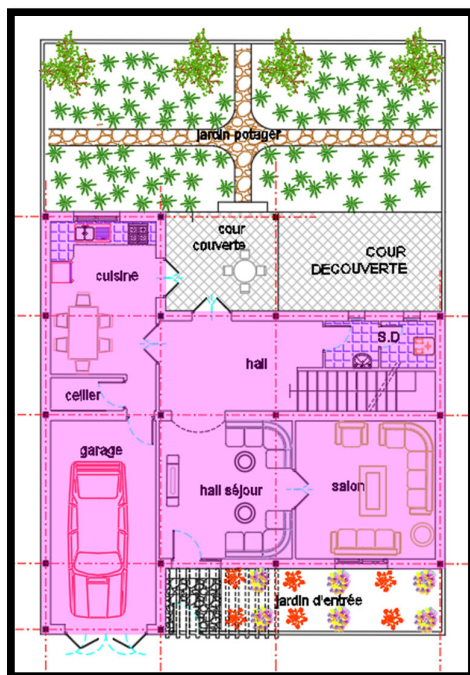 jardin potager
cour
couverte
COUR
DECOUVERTE
cuisine
S.D
hall
cellier
garage
hall séjour
salon
jardin d'entrée